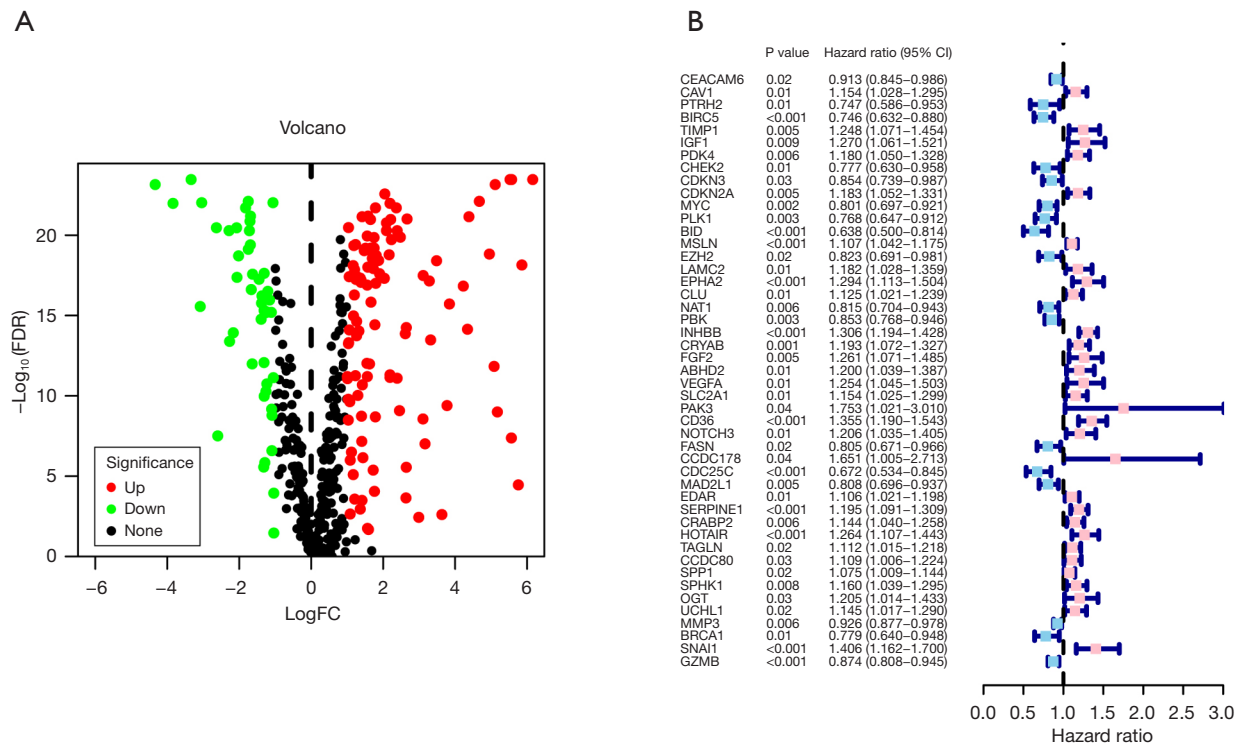 A
Volcano
−Log10 (FDR)
20
15
10
5
0
Significance
Up
Down
None
−6 −4 −2 0 2 4 6
LogFC
B
P value Hazard ratio (95% CI)
CEACAM6 0.02 0.913 (0.845−0.986)
CAV1 0.01 1.154 (1.028−1.295)
PTRH2 0.01 0.747 (0.586−0.953)
BIRC5 <0.001 0.746 (0.632−0.880)
TIMP1 0.005 1.248 (1.071−1.454)
IGF1 0.009 1.270 (1.061−1.521)
PDK4 0.006 1.180 (1.050−1.328)
CHEK2 0.01 0.777 (0.630−0.958)
CDKN3 0.03 0.854 (0.739−0.987)
CDKN2A 0.005 1.183 (1.052−1.331)
MYC 0.002 0.801 (0.697−0.921)
PLK1 0.003 0.768 (0.647−0.912)
BID <0.001 0.638 (0.500−0.814)
MSLN <0.001 1.107 (1.042−1.175)
EZH2 0.02 0.823 (0.691−0.981)
LAMC2 0.01 1.182 (1.028−1.359)
EPHA2 <0.001 1.294 (1.113−1.504)
CLU 0.01 1.125 (1.021−1.239)
NAT1 0.006 0.815 (0.704−0.943)
PBK 0.003 0.853 (0.768−0.946)
INHBB <0.001 1.306 (1.194−1.428)
CRYAB 0.001 1.193 (1.072−1.327)
FGF2 0.005 1.261 (1.071−1.485)
ABHD2 0.01 1.200 (1.039−1.387)
VEGFA 0.01 1.254 (1.045−1.503)
SLC2A1 0.01 1.154 (1.025−1.299)
PAK3 0.04 1.753 (1.021−3.010)
CD36 <0.001 1.355 (1.190−1.543)
NOTCH3 0.01 1.206 (1.035−1.405)
FASN 0.02 0.805 (0.671−0.966)
CCDC178 0.04 1.651 (1.005−2.713)
CDC25C <0.001 0.672 (0.534−0.845)
MAD2L1 0.005 0.808 (0.696−0.937)
EDAR 0.01 1.106 (1.021−1.198)
SERPINE1 <0.001 1.195 (1.091−1.309)
CRABP2 0.006 1.144 (1.040−1.258)
HOTAIR <0.001 1.264 (1.107−1.443)
TAGLN 0.02 1.112 (1.015−1.218)
CCDC80 0.03 1.109 (1.006−1.224)
SPP1 0.02 1.075 (1.009−1.144)
SPHK1 0.008 1.160 (1.039−1.295)
OGT 0.03 1.205 (1.014−1.433)
UCHL1 0.02 1.145 (1.017−1.290)
MMP3 0.006 0.926 (0.877−0.978)
BRCA1 0.01 0.779 (0.640−0.948)
SNAI1 <0.001 1.406 (1.162−1.700)
GZMB <0.001 0.874 (0.808−0.945)
0.0 0.5 1.0 1.5 2.0 2.5 3.0
Hazard ratio